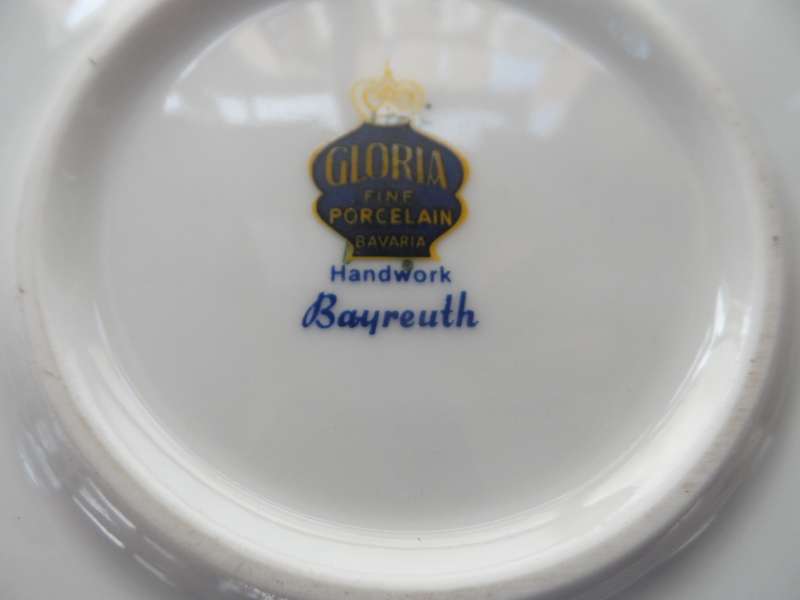 GLORIA
FINE
PORCELAIN
BAVARIA
Handwork
Bayreuth